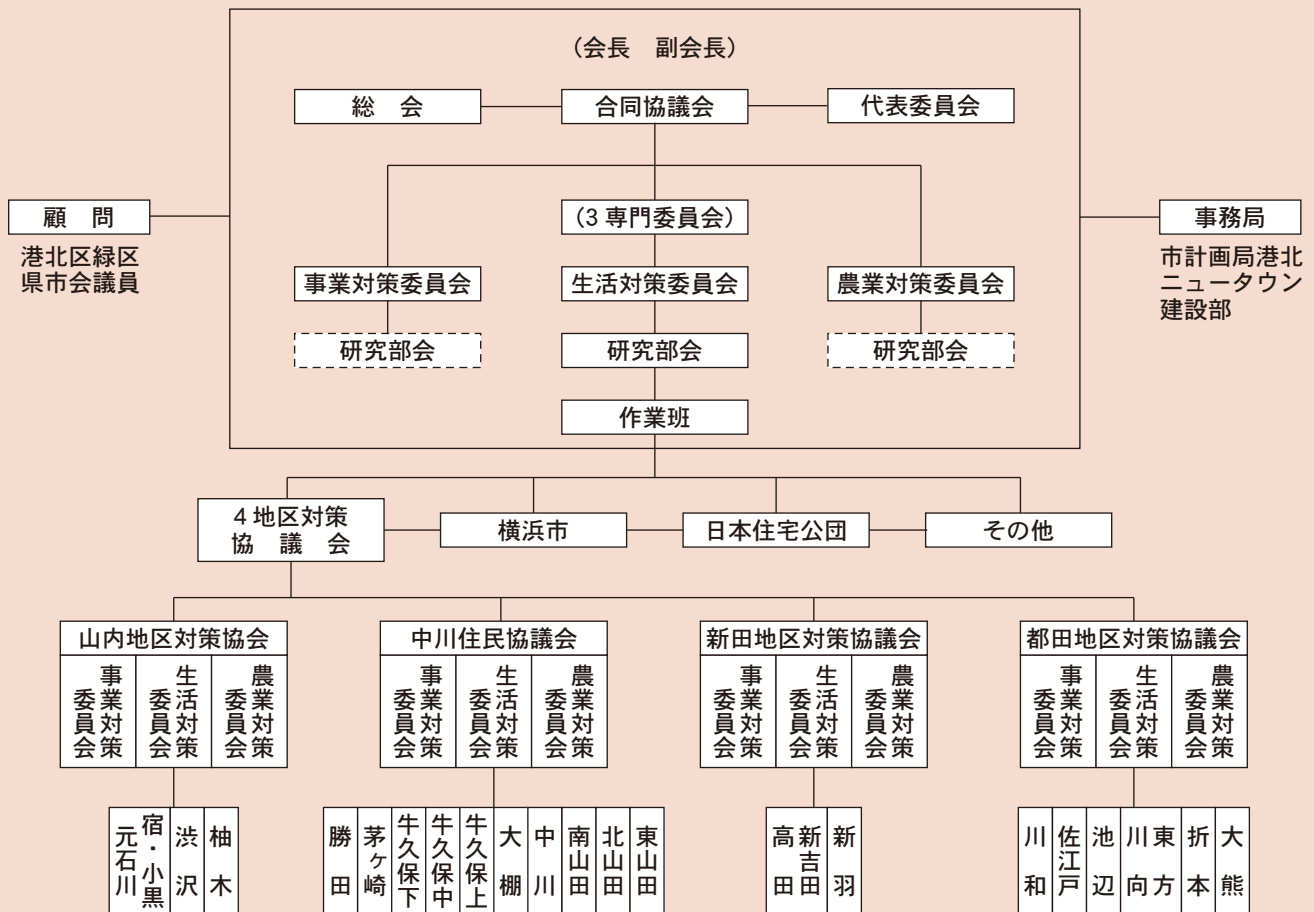 (会長　副会長)
総　会
合同協議会
代表委員会
顧　問
港北区緑区
県市会議員
(3専門委員会)
事務局
市計画局港北
ニュータウン
建設部
事業対策委員会
生活対策委員会
農業対策委員会
研究部会
研究部会
研究部会
作業班
4地区対策
協　議　会
横浜市
日本住宅公団
その他
山内地区対策協会
事業対策
委員会
生活対策
委員会
農業対策
委員会
元石川
宿・小黒
渋沢
柚木
中川住民協議会
事業対策
委員会
生活対策
委員会
農業対策
委員会
勝田
茅ヶ崎
牛久保下
牛久保中
牛久保上
大棚
中川
南山田
北山田
東山田
新田地区対策協議会
事業対策
委員会
生活対策
委員会
農業対策
委員会
高田
新吉田
新羽
都田地区対策協議会
事業対策
委員会
生活対策
委員会
農業対策
委員会
川和
佐江戸
池辺
川向
東方
折本
大熊